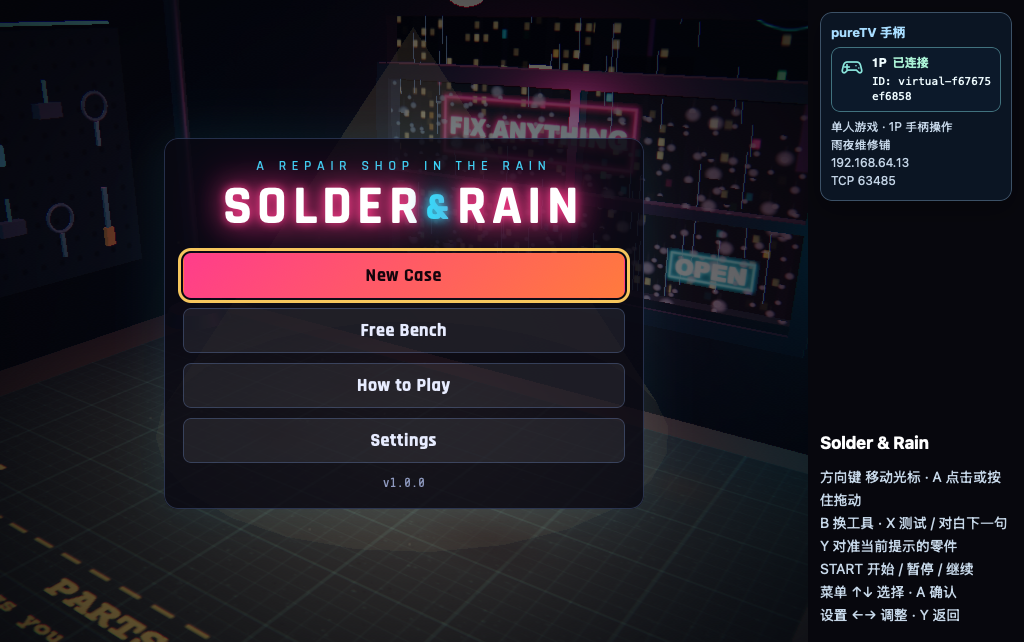 FIX ANYTHING
A REPAIR SHOP IN THE RAIN
SOLDER & RAIN
OPEN
New Case
Free Bench
How to Play
Settings
v1.0.0
PARTS
you
pureTV 手柄
1P 已连接
ID: virtual-f67675
ef6858
单人游戏 · 1P 手柄操作
雨夜维修铺
192.168.64.13
TCP 63485
Solder & Rain
方向键 移动光标 · A 点击或按
住拖动
B 换工具 · X 测试 / 对白下一句
Y 对准当前提示的零件
START 开始 / 暂停 / 继续
菜单 ↑↓ 选择 · A 确认
设置 ←→ 调整 · Y 返回